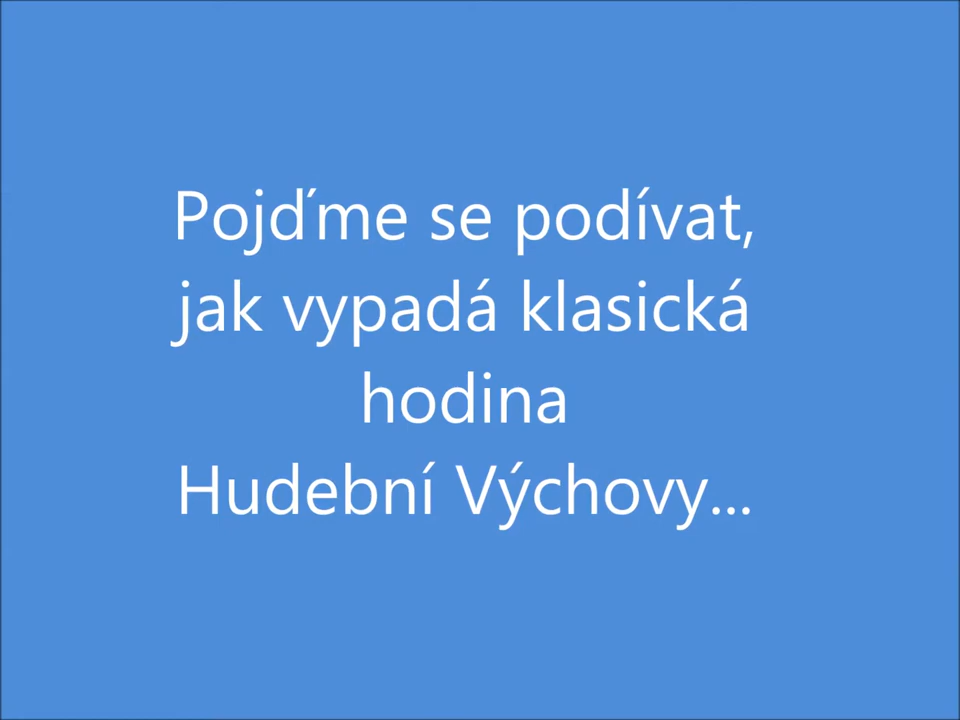 Pojďme se podívat,
jak vypadá klasická
hodina
Hudební Výchovy...